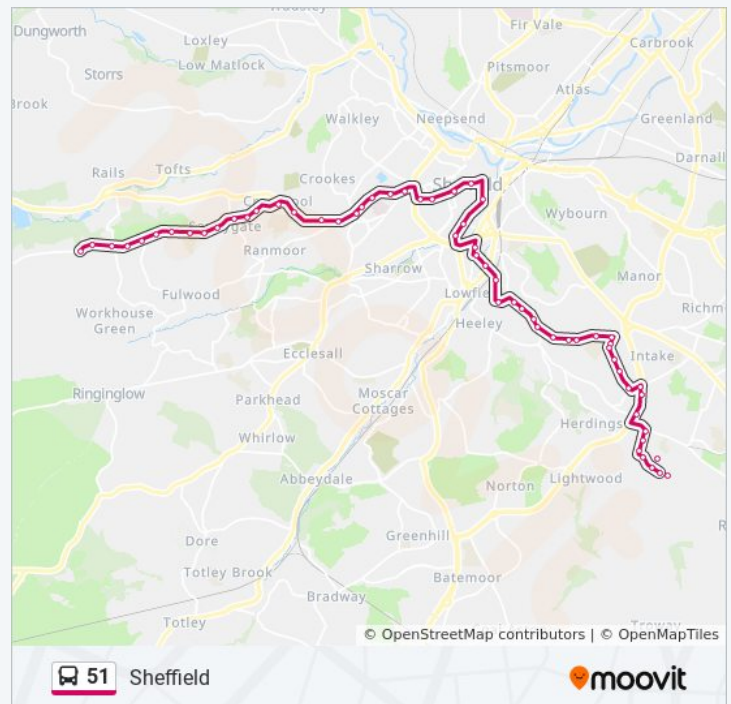 Dungworth
Loxley
Fir Vale
Carbrook
Storrs
Low Matlock
Pitsmoor
Atlas
Brook
Walkley
Neepsend
Greenland
Rails
Tofts
Crookes
Darnall
Wybourn
Ranmoor
Sharrow
Manor
Fulwood
Workhouse
Green
Heeley
Ecclesall
Intake
Ringinglow
Parkhead
Moscar
Cottages
Whirlow
Herdings
Abbeydale
Norton
Lightwood
Dore
Greenhill
Totley Brook
Bradway
Batemoor
Totley
© OpenStreetMap contributors | © OpenMapTiles
51 Sheffield
moovit